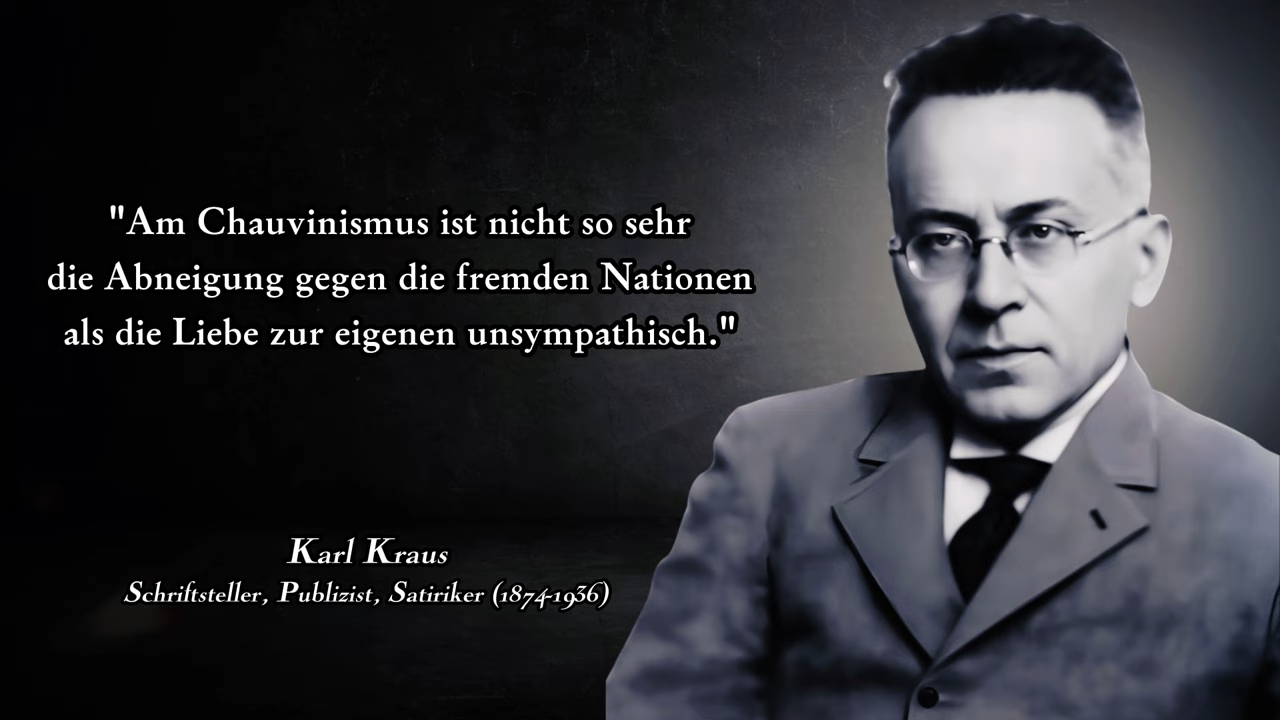 "Am Chauvinismus ist nicht so sehr
die Abneigung gegen die fremden Nationen
als die Liebe zur eigenen unsympathisch."
Karl Kraus
Schriftsteller, Publizist, Satiriker (1874-1936)